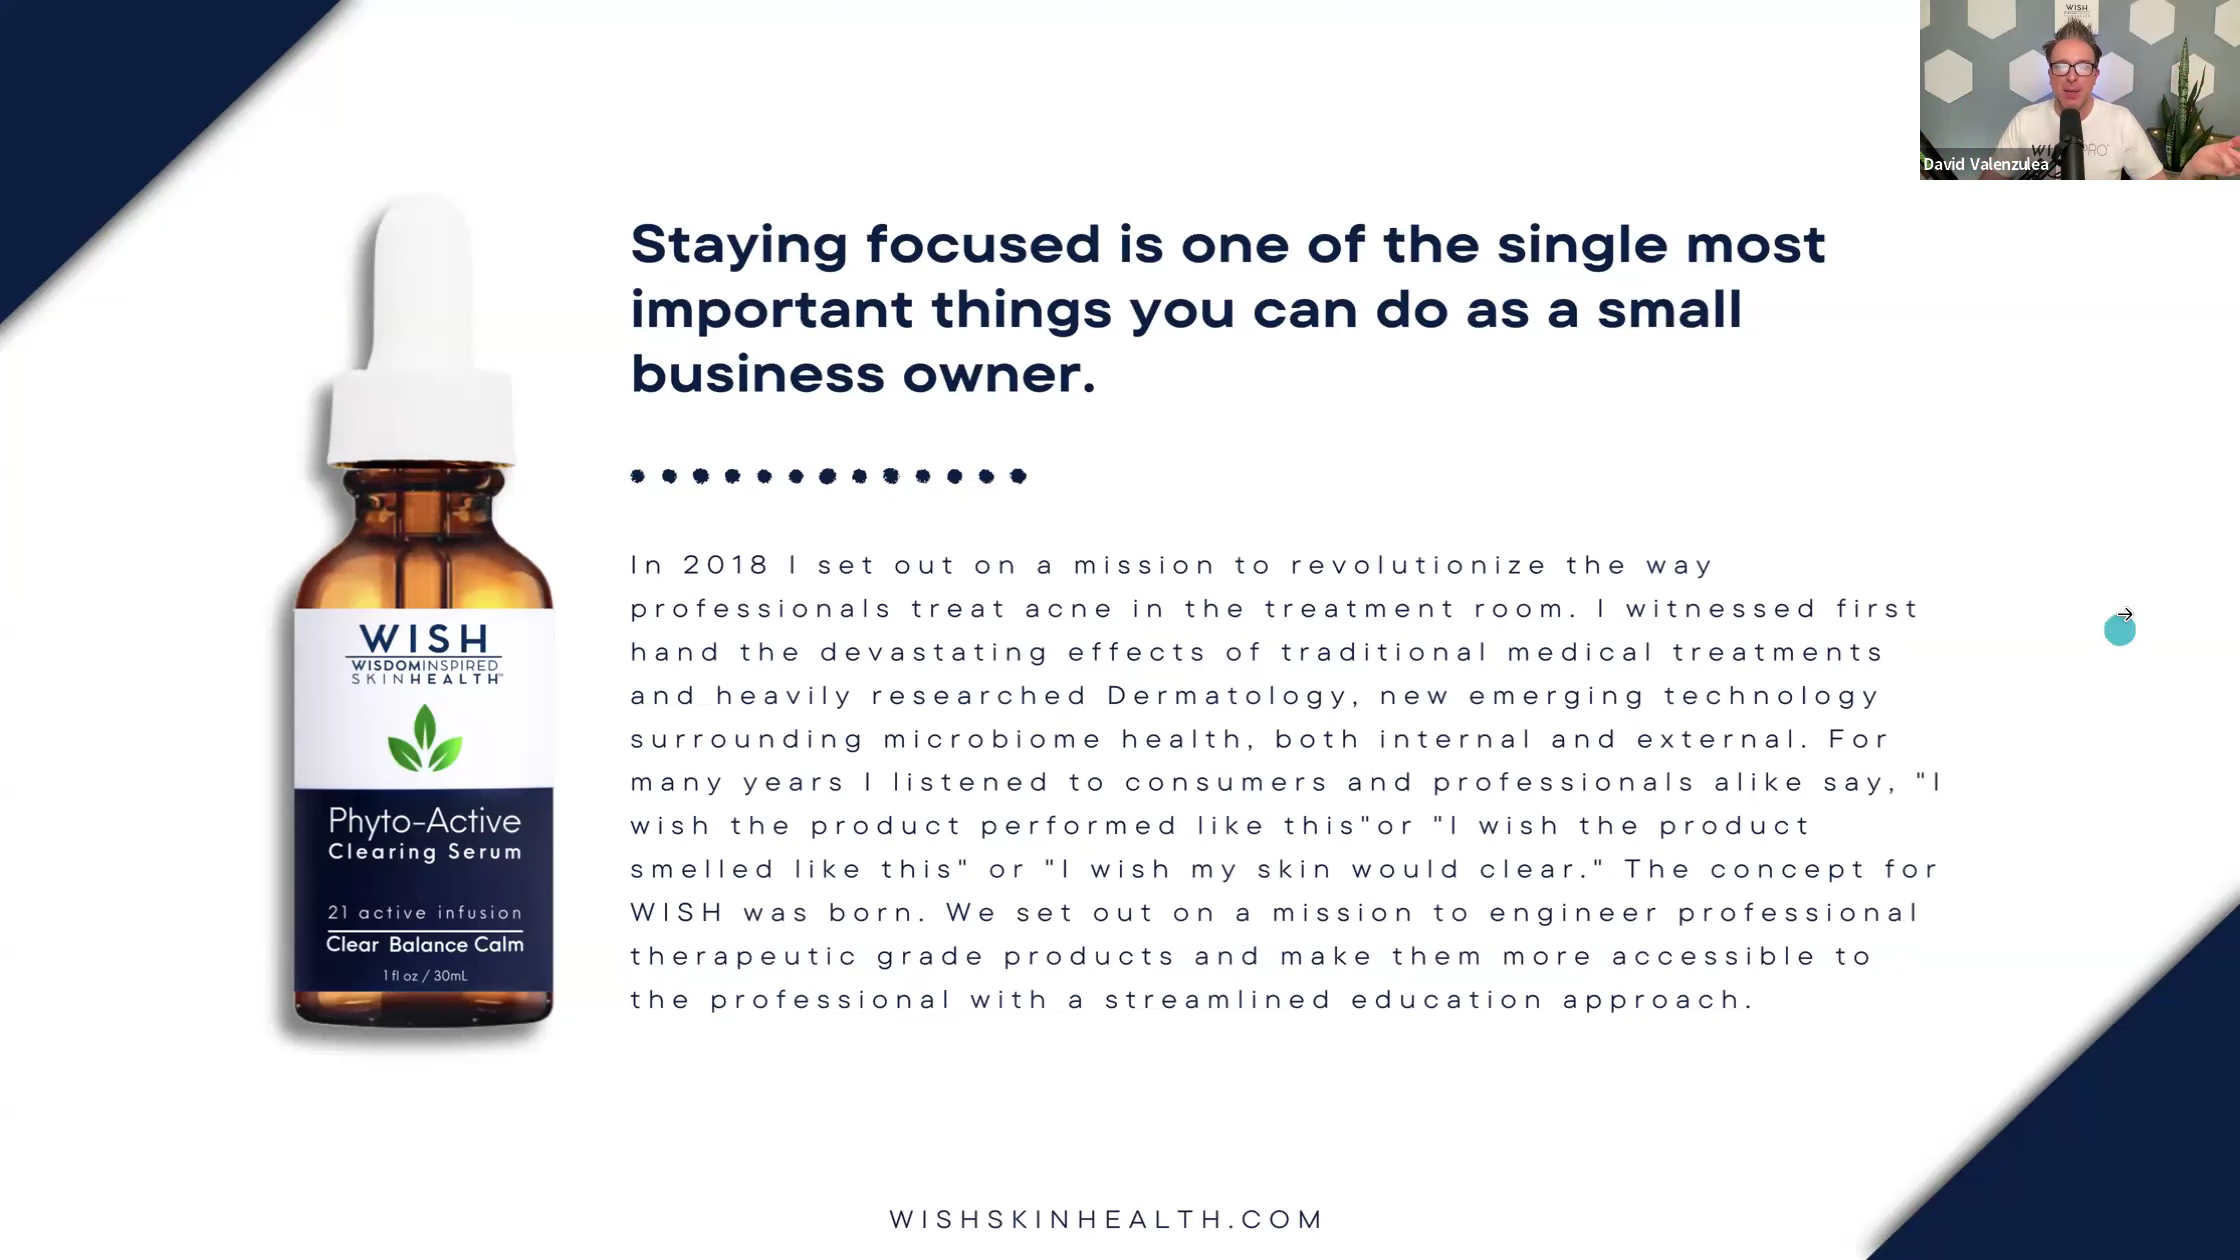 WISH
WI PRO
David Valenzulea
Staying focused is one of the single most
important things you can do as a small
business owner.
In 2018 I set out on a mission to revolutionize the way
professionals treat acne in the treatment room. I witnessed first
hand the devastating effects of traditional medical treatments
and heavily researched Dermatology, new emerging technology
surrounding microbiome health, both internal and external. For
many years I listened to consumers and professionals alike say, "I
wish the product performed like this"or "I wish the product
smelled like this" or "I wish my skin would clear." The concept for
WISH was born. We set out on a mission to engineer professional
therapeutic grade products and make them more accessible to
the professional with a streamlined education approach.
WISH
WISDOMINSPIRED
SKINHEALTH™
Phyto-Active
Clearing Serum
21 active infusion
Clear Balance Calm
1 fl oz / 30mL
WISHSKINHEALTH.COM